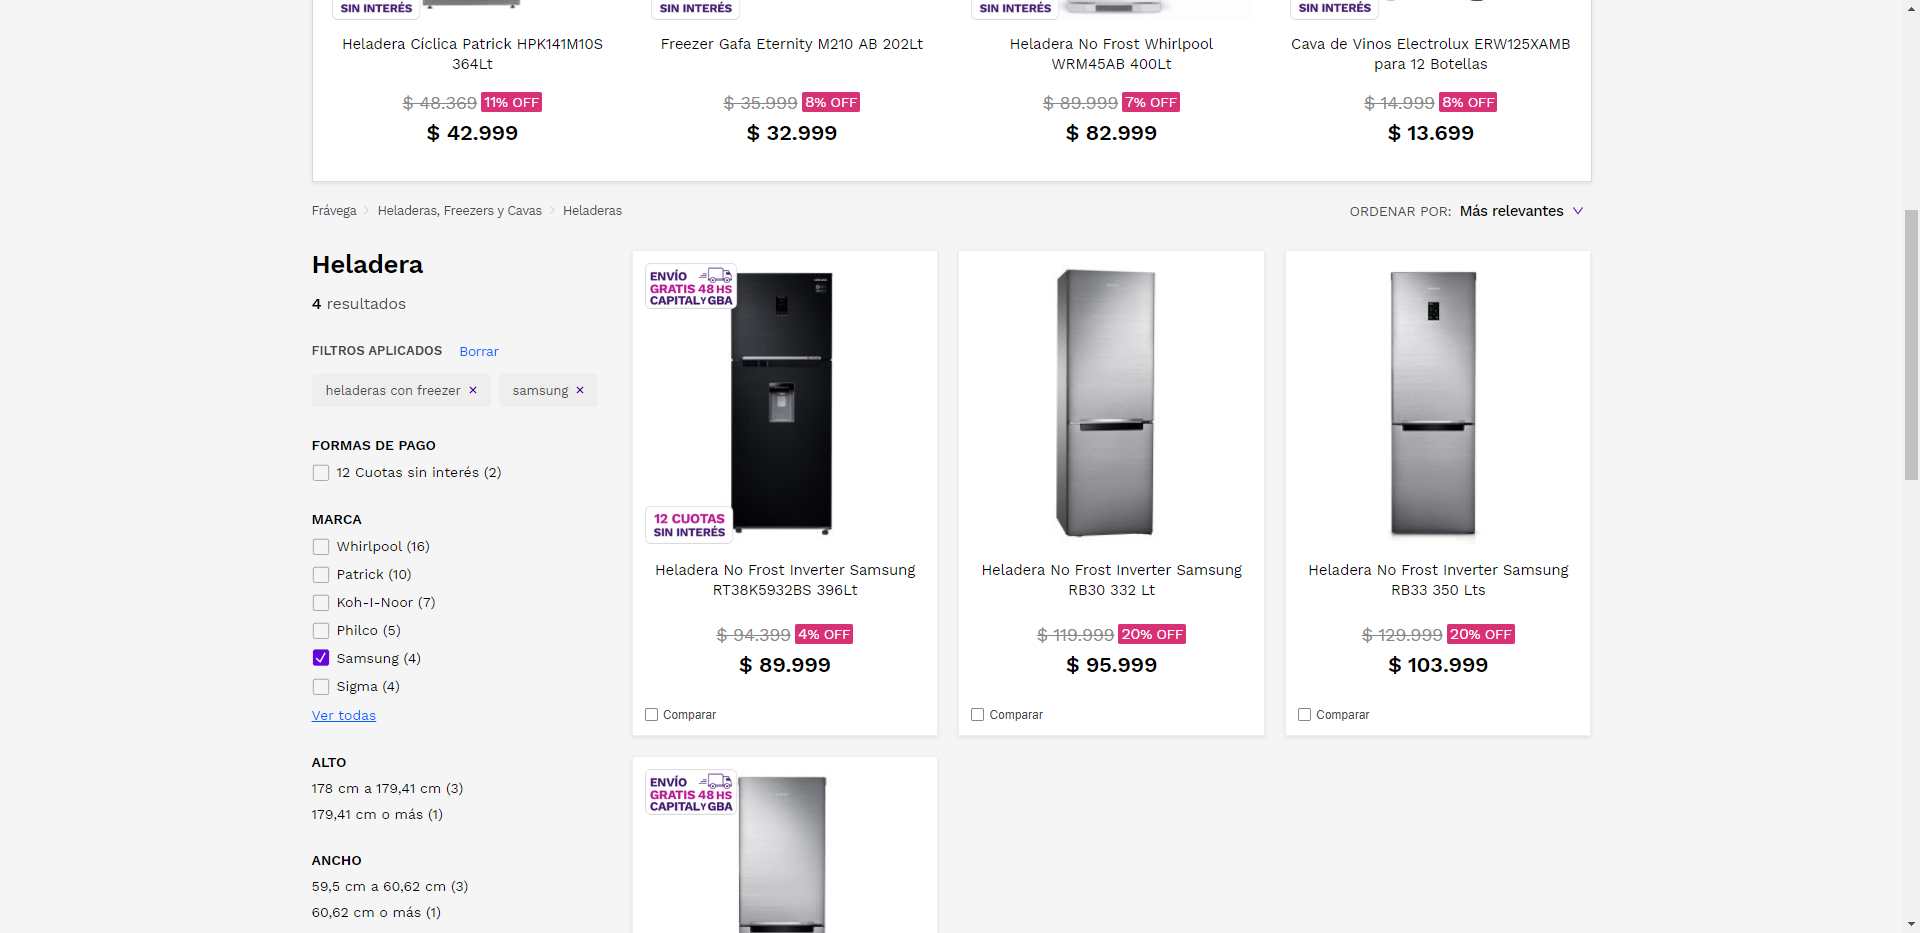 SIN INTERÉS
SIN INTERÉS
SIN INTERÉS
SIN INTERÉS
Heladera Cíclica Patrick HPK141M10S
364Lt
$ 48.369 11% OFF
$ 42.999
Freezer Gafa Eternity M210 AB 202Lt
$ 35.999 8% OFF
$ 32.999
Heladera No Frost Whirlpool
WRM45AB 400Lt
$ 89.999 7% OFF
$ 82.999
Cava de Vinos Electrolux ERW125XAMB
para 12 Botellas
$ 14.999 8% OFF
$ 13.699
Frávega > Heladeras, Freezers y Cavas > Heladeras
ORDENAR POR: Más relevantes
Heladera
4 resultados
FILTROS APLICADOS Borrar
heladeras con freezer × samsung ×
FORMAS DE PAGO
12 Cuotas sin interés (2)
MARCA
Whirlpool (16)
Patrick (10)
Koh-I-Noor (7)
Philco (5)
Samsung (4)
Sigma (4)
Ver todas
ALTO
178 cm a 179,41 cm (3)
179,41 cm o más (1)
ANCHO
59,5 cm a 60,62 cm (3)
60,62 cm o más (1)
ENVÍO
GRATIS 48 HS
CAPITAL Y GBA
12 CUOTAS
SIN INTERÉS
Heladera No Frost Inverter Samsung
RT38K5932BS 396Lt
$ 94.399 4% OFF
$ 89.999
Comparar
Heladera No Frost Inverter Samsung
RB30 332 Lt
$ 119.999 20% OFF
$ 95.999
Comparar
Heladera No Frost Inverter Samsung
RB33 350 Lts
$ 129.999 20% OFF
$ 103.999
Comparar
ENVÍO
GRATIS 48 HS
CAPITAL Y GBA